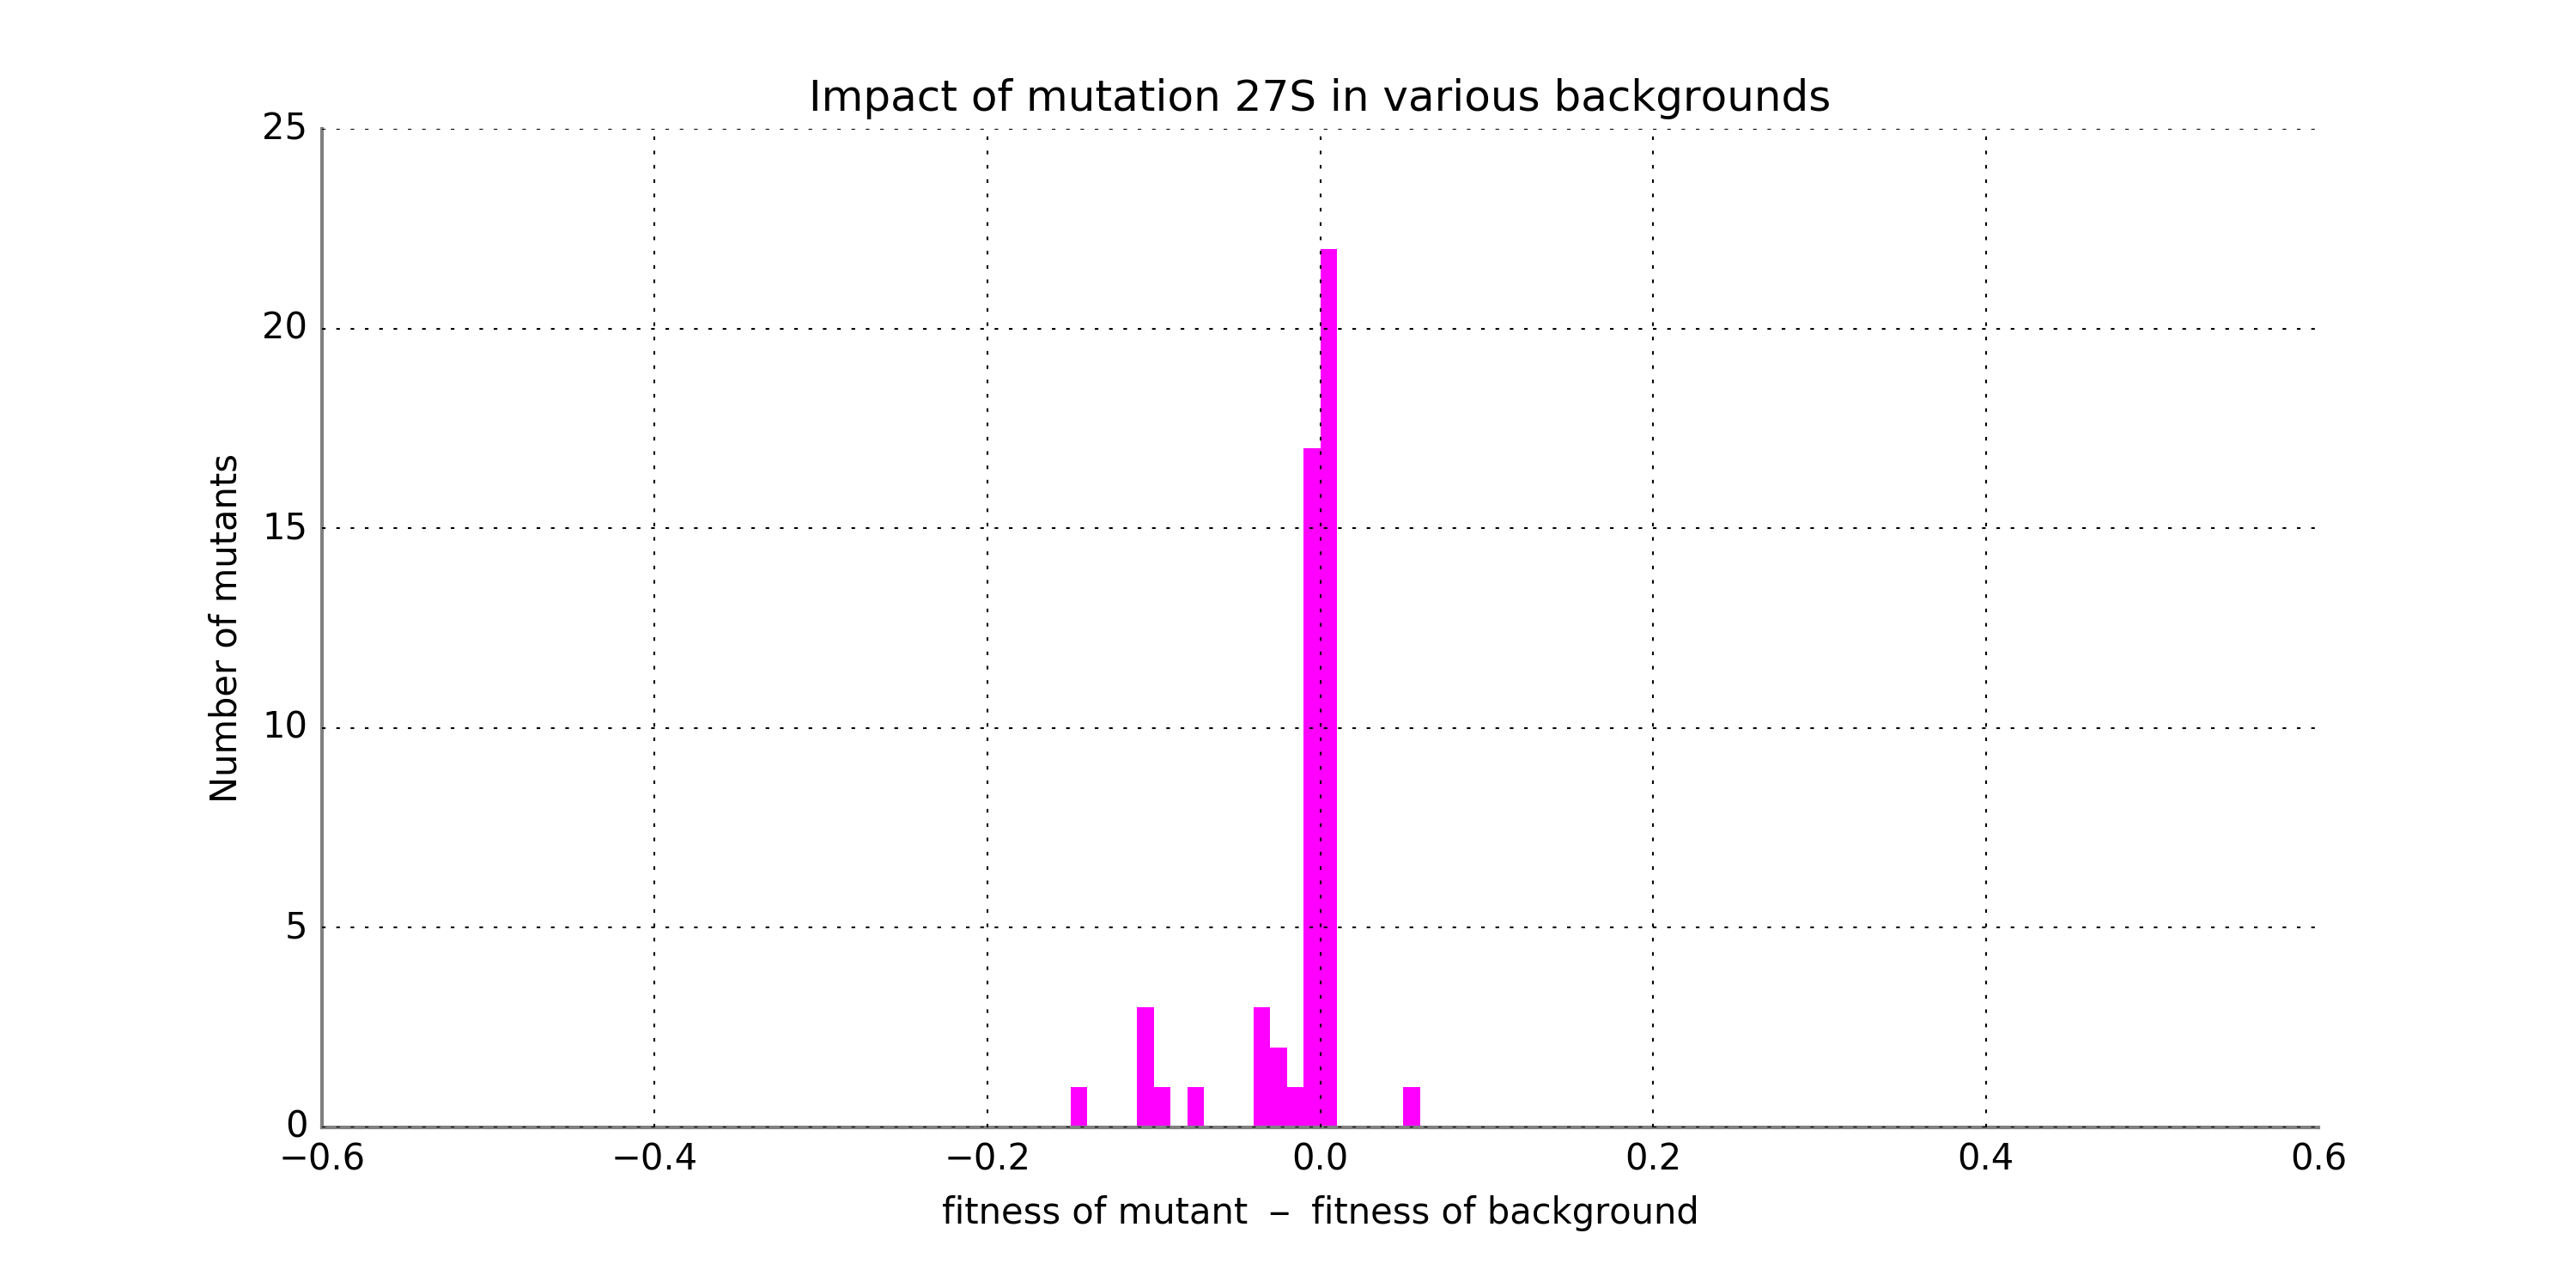 Impact of mutation 27S in various backgrounds
25
20
15
10
5
0
Number of mutants
−0.6 −0.4 −0.2 0.0 0.2 0.4 0.6
fitness of mutant − fitness of background